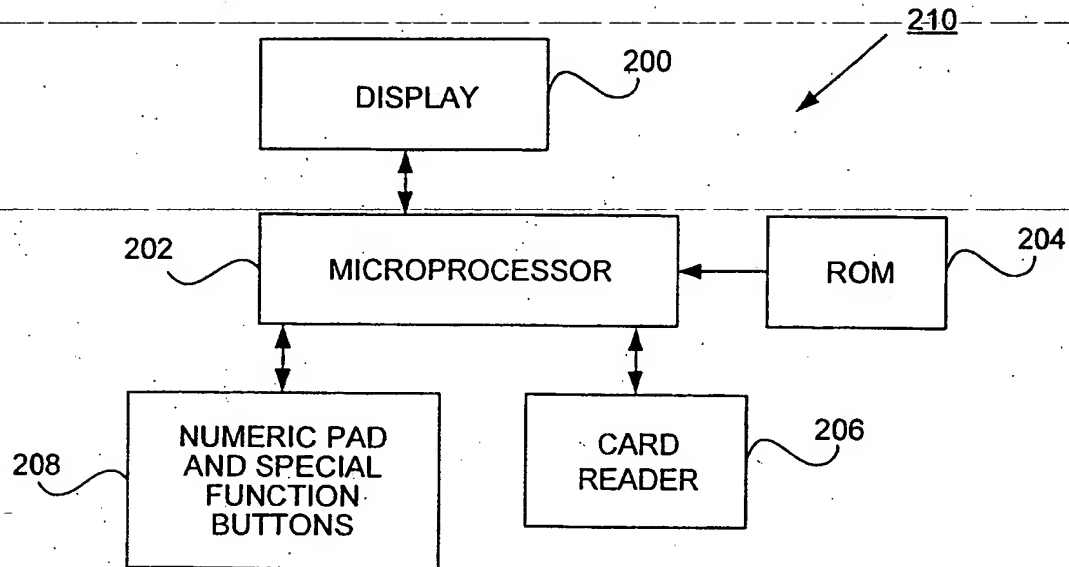 210
DISPLAY
200
202
MICROPROCESSOR
ROM
204
208
NUMERIC PAD
AND SPECIAL
FUNCTION
BUTTONS
CARD
READER
206